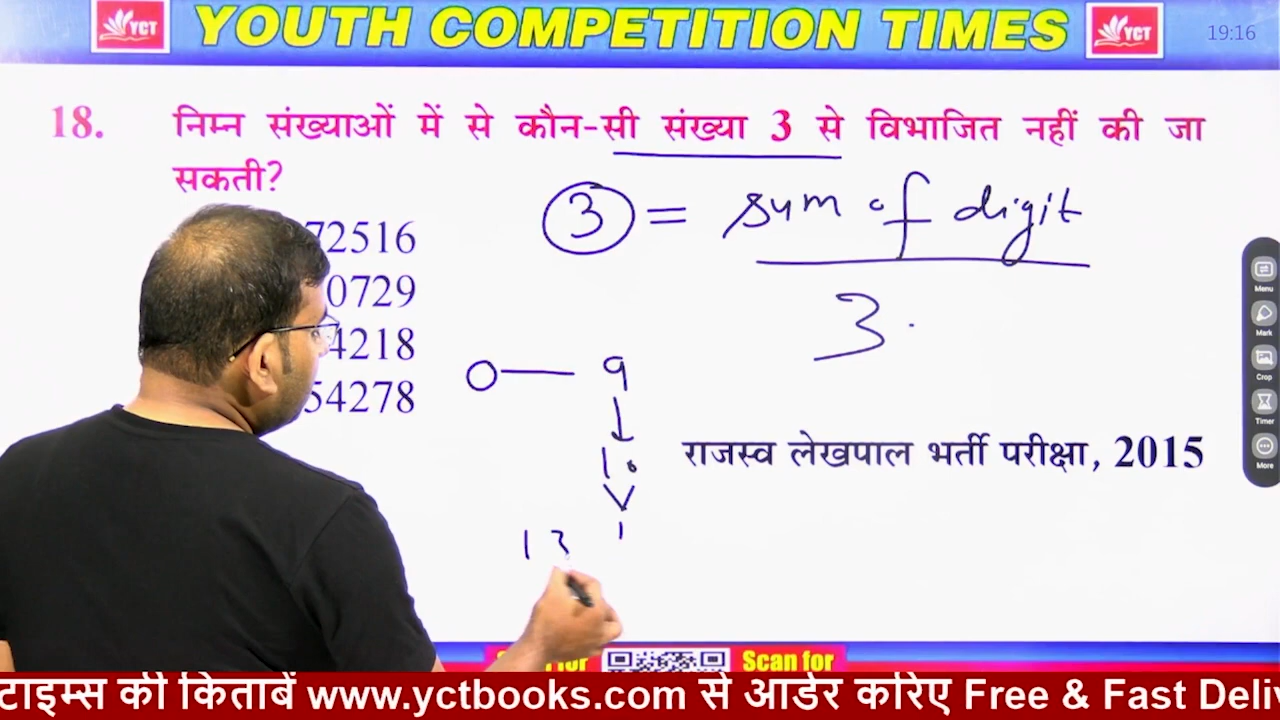 YCT
YOUTH COMPETITION TIMES
YCT
19:16
18. निम्न संख्याओं में से कौन-सी संख्या 3 से विभाजित नहीं की जा
सकती?
3 = sum of digit
3
72516
0729
4218
54278
0 — 9
10
1
13
राजस्व लेखपाल भर्ती परीक्षा, 2015
Menu
Mark
Crop
Timer
More
Scan for
टाइम्स की किताबें www.yctbooks.com से आर्डर करिए Free & Fast Deliv